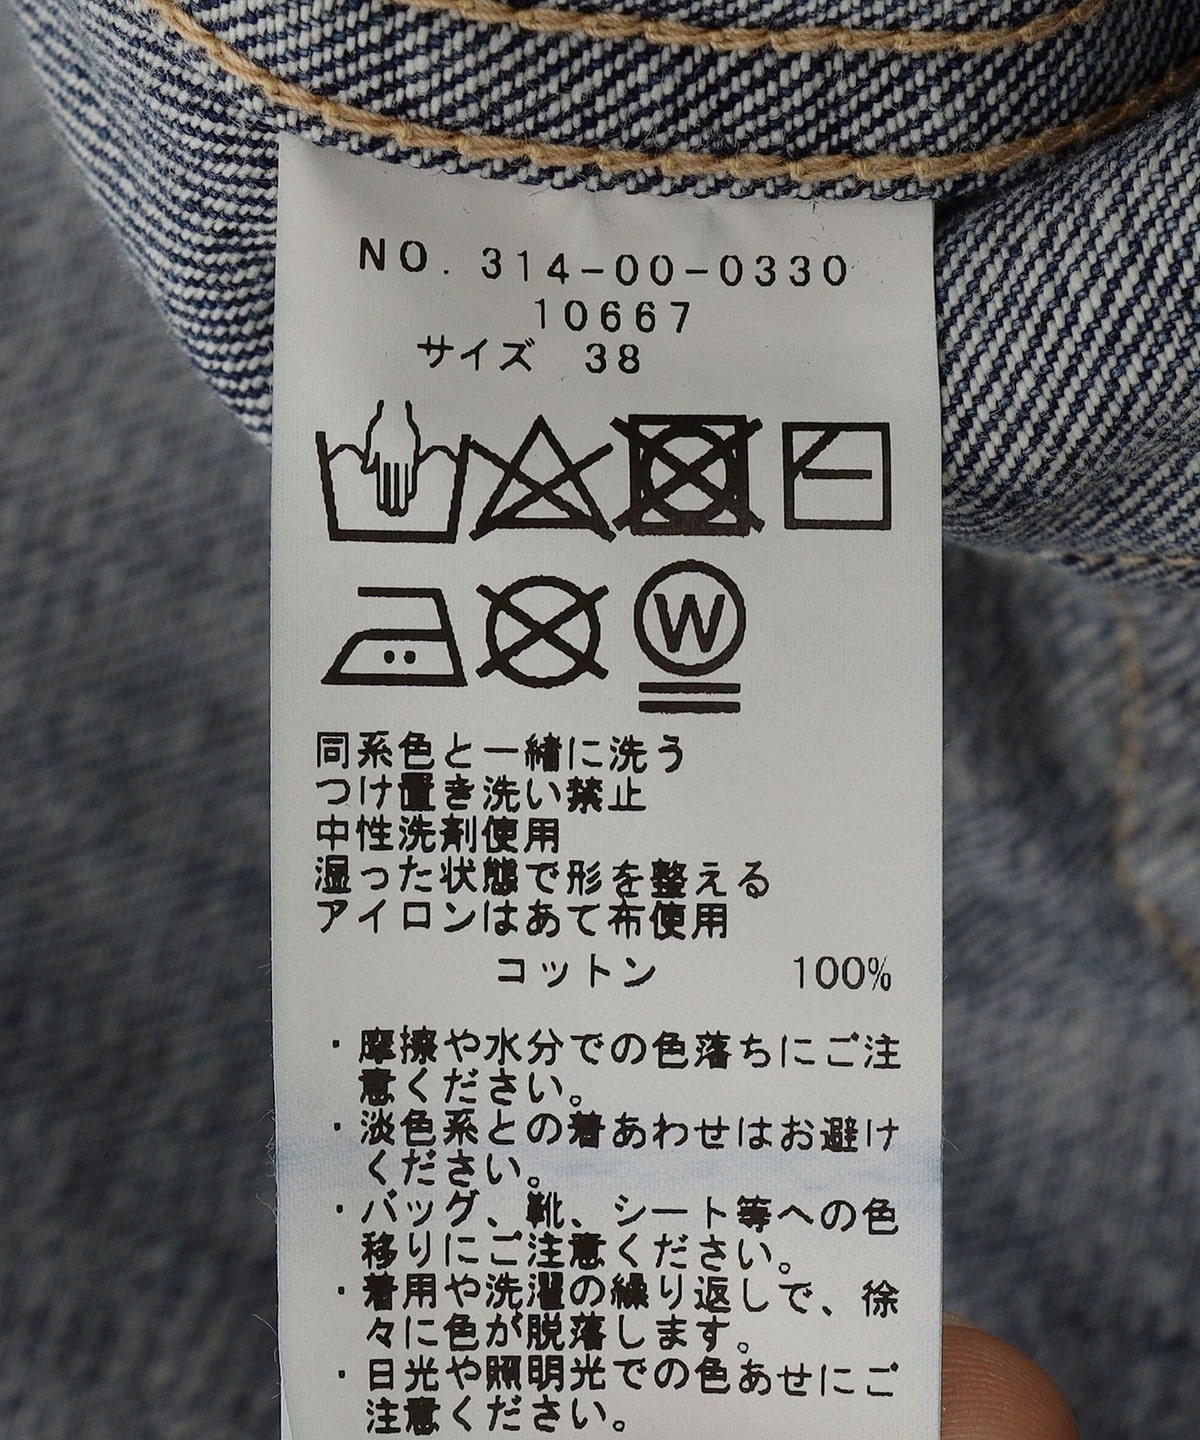 NO. 314-00-0330
10667
サイズ 38
W
同系色と一緒に洗う
つけ置き洗い禁止
中性洗剤使用
湿った状態で形を整える
アイロンはあて布使用
コットン 100%
・摩擦や水分での色落ちにご注
意ください。
・淡色系との着あわせはお避け
ください。
・バッグ、靴、シート等への色
移りにご注意ください。
・着用や洗濯の繰り返しで、徐
々に色が脱落します。
・日光や照明光での色あせにご
注意ください。